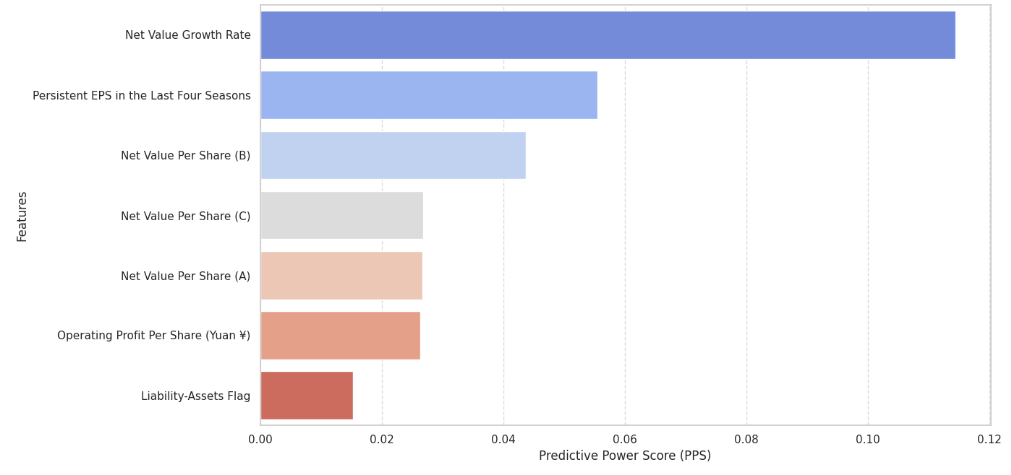 Net Value Growth Rate
Persistent EPS in the Last Four Seasons
Net Value Per Share (B)
Net Value Per Share (C)
Net Value Per Share (A)
Operating Profit Per Share (Yuan ¥)
Liability-Assets Flag
Features
0.00 0.02 0.04 0.06 0.08 0.10 0.12
Predictive Power Score (PPS)